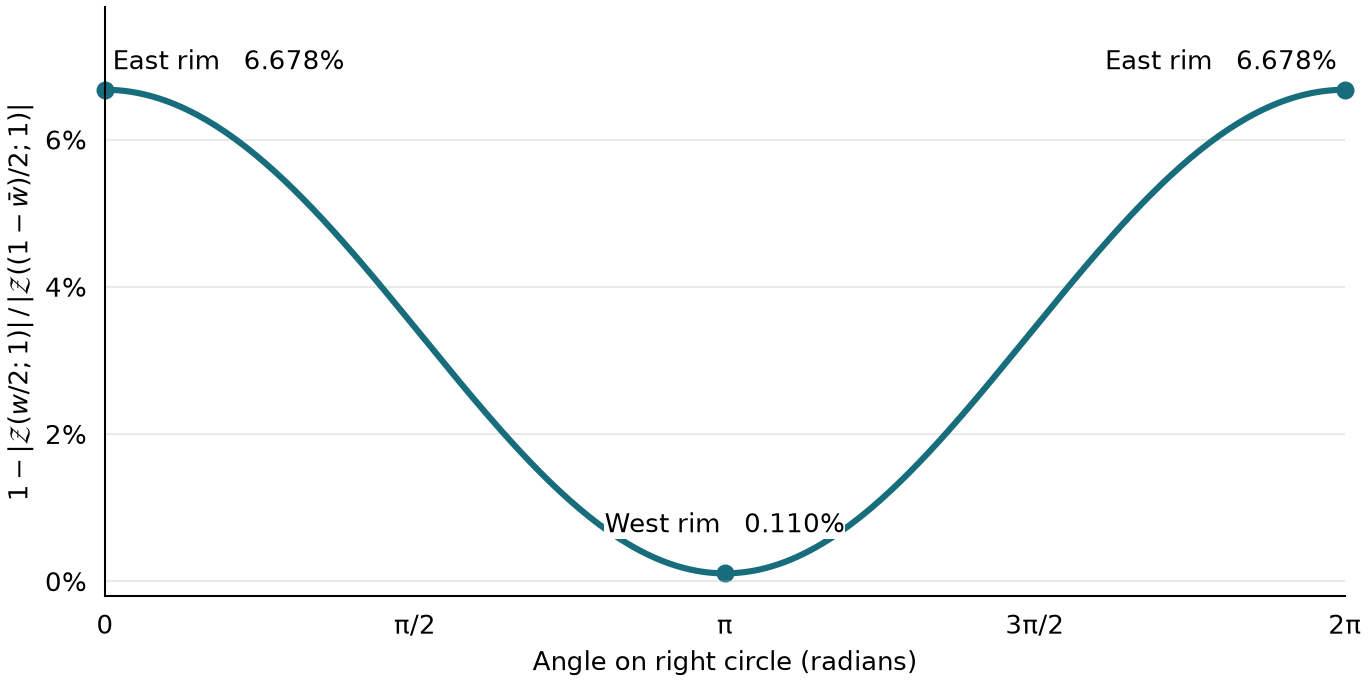 East rim 6.678%
East rim 6.678%
1 − |𝒵(w/2; 1)| / |𝒵((1 − w̄)/2; 1)|
6%
4%
2%
West rim 0.110%
0%
0
π/2
π
3π/2
2π
Angle on right circle (radians)